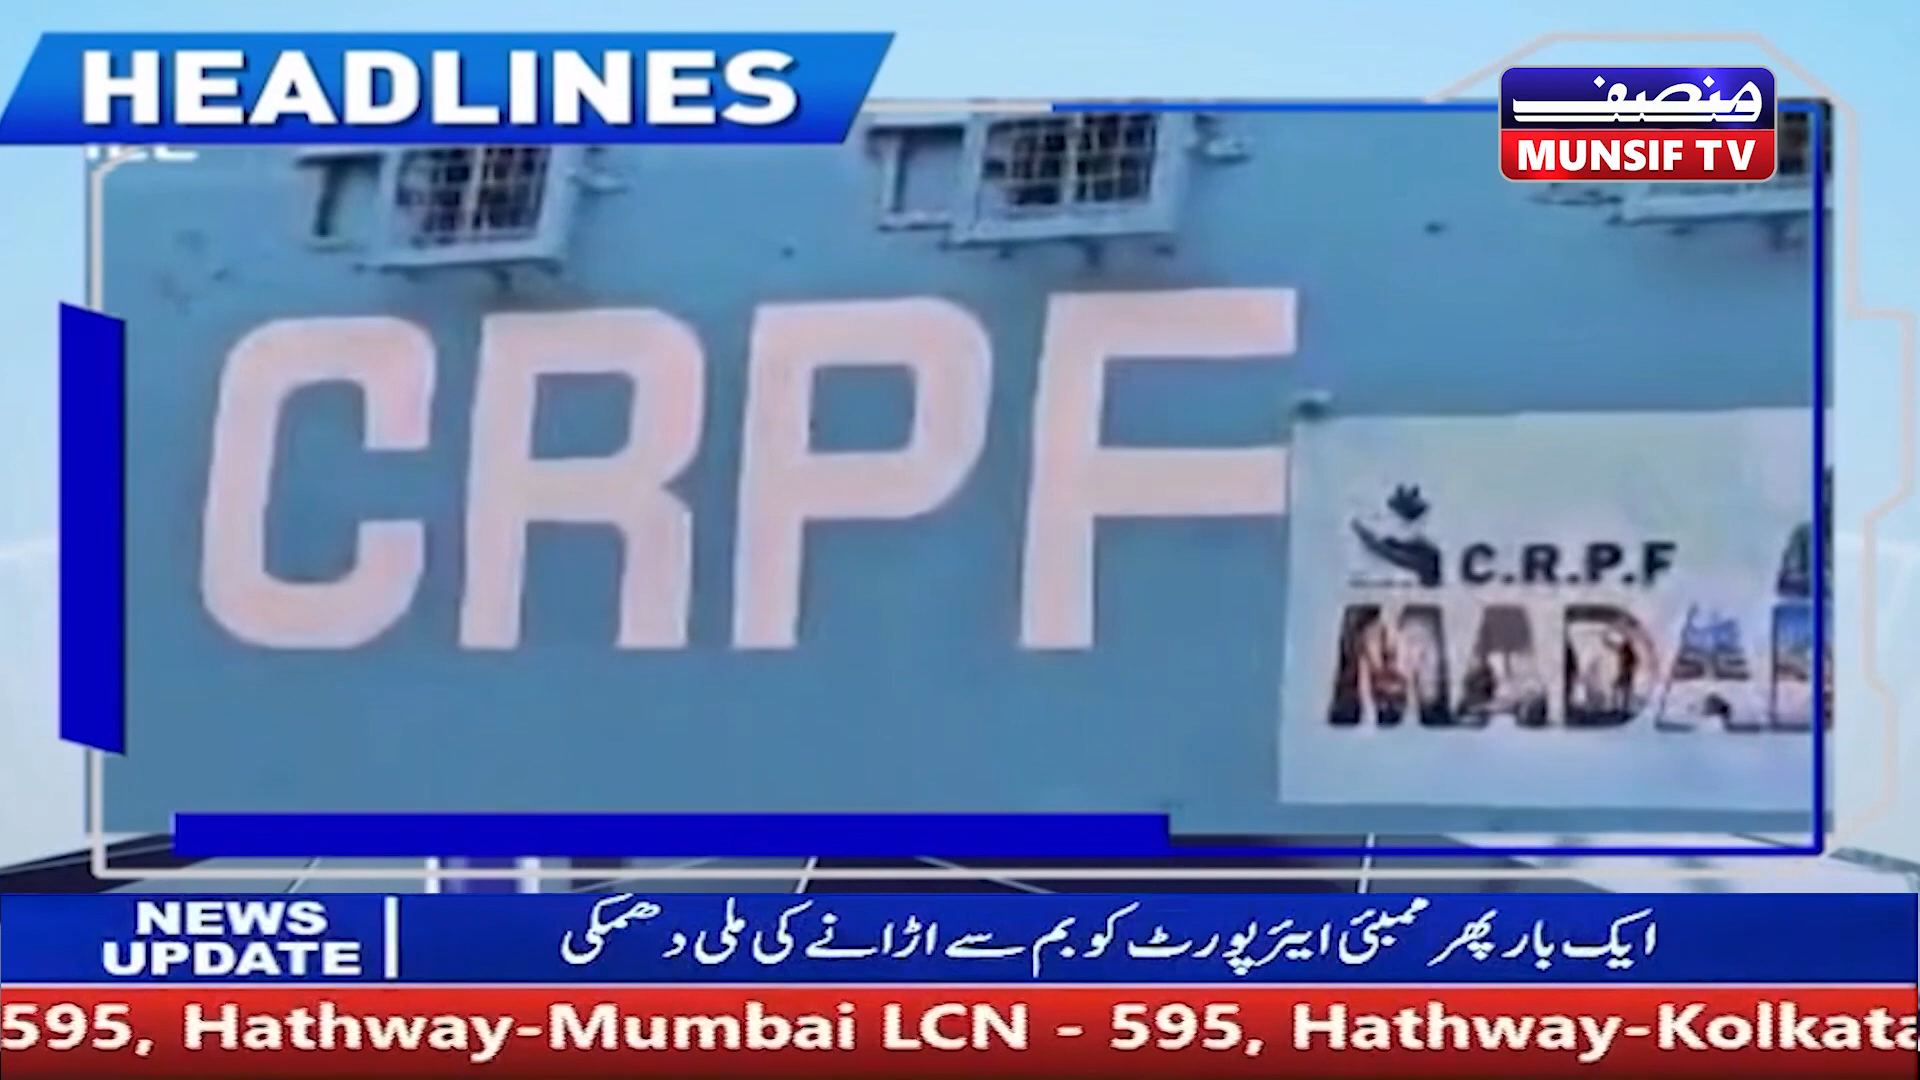 HEADLINES
منصف
MUNSIF TV
CRPF
C.R.P.F
MADA
NEWS
UPDATE
ایک بار پھر ممبئی ایئرپورٹ کو بم سے اڑانے کی ملی دھمکی
595, Hathway-Mumbai LCN - 595, Hathway-Kolkata